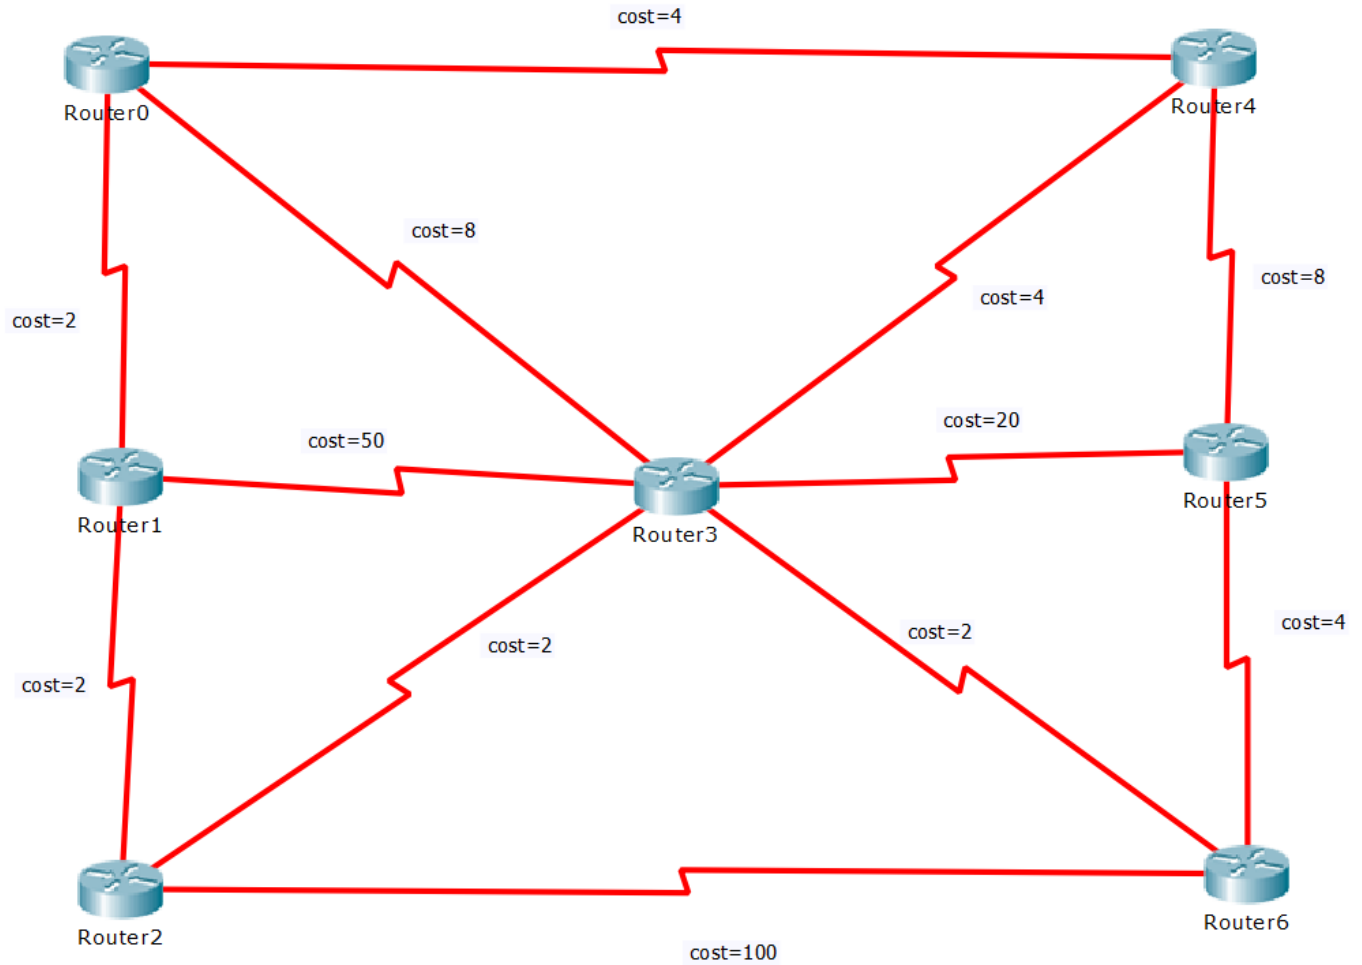 cost=4
Router0
Router4
cost=8
cost=8
cost=4
cost=2
cost=20
cost=50
Router1
Router3
Router5
cost=4
cost=2
cost=2
cost=2
Router2
Router6
cost=100